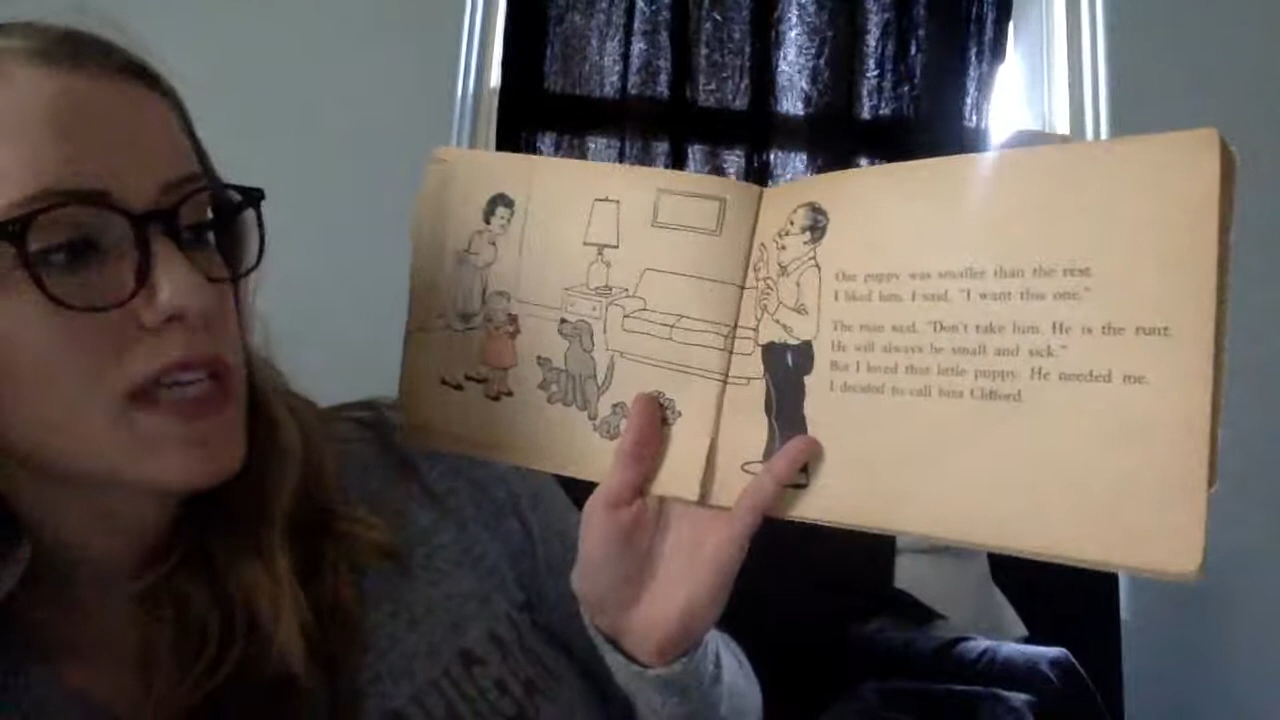 One puppy was smaller than the rest.
I liked him. I said, "I want this one."
The man said, "Don't take him. He is the runt.
He will always be small and sick."
But I loved that little puppy. He needed me.
I decided to call him Clifford.